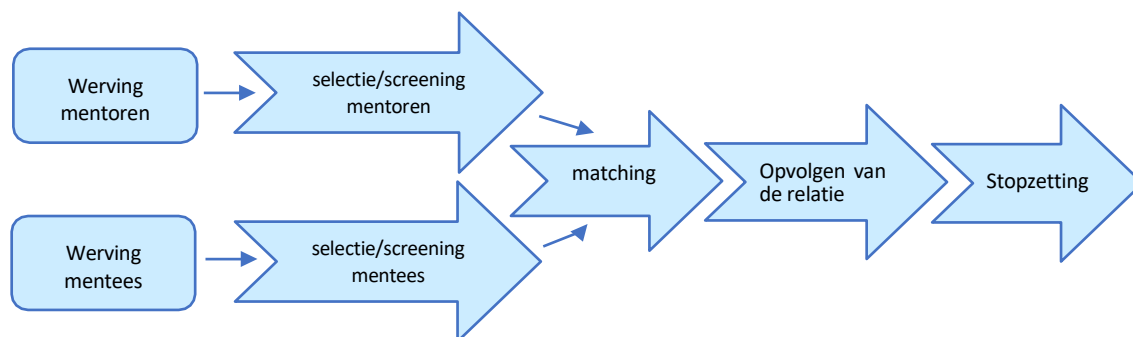 Werving
mentoren
selectie/screening
mentoren
Werving
mentees
selectie/screening
mentees
matching
Opvolgen van
de relatie
Stopzetting